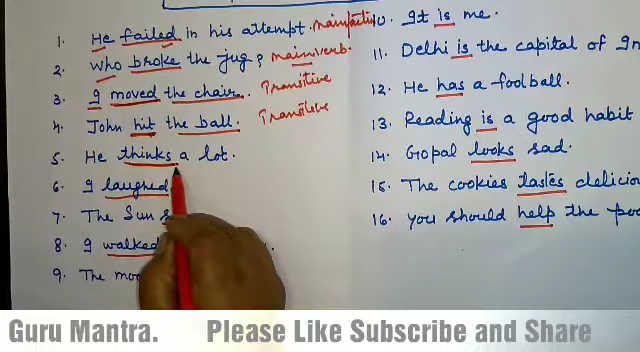 1. He failed in his attempt. main
2. Who broke the jug? main verb.
3. I moved the chair. Transitive
4. John hit the ball. Transitive
5. He thinks a lot.
6. I laughed
7. The Sun
8. I walked
9. The
10. It is me.
11. Delhi is the capital of
12. He has a football.
13. Reading is a good habit
14. Gopal looks sad.
15. The cookies tastes
16. You should help the
Guru Mantra. Please Like Subscribe and Share